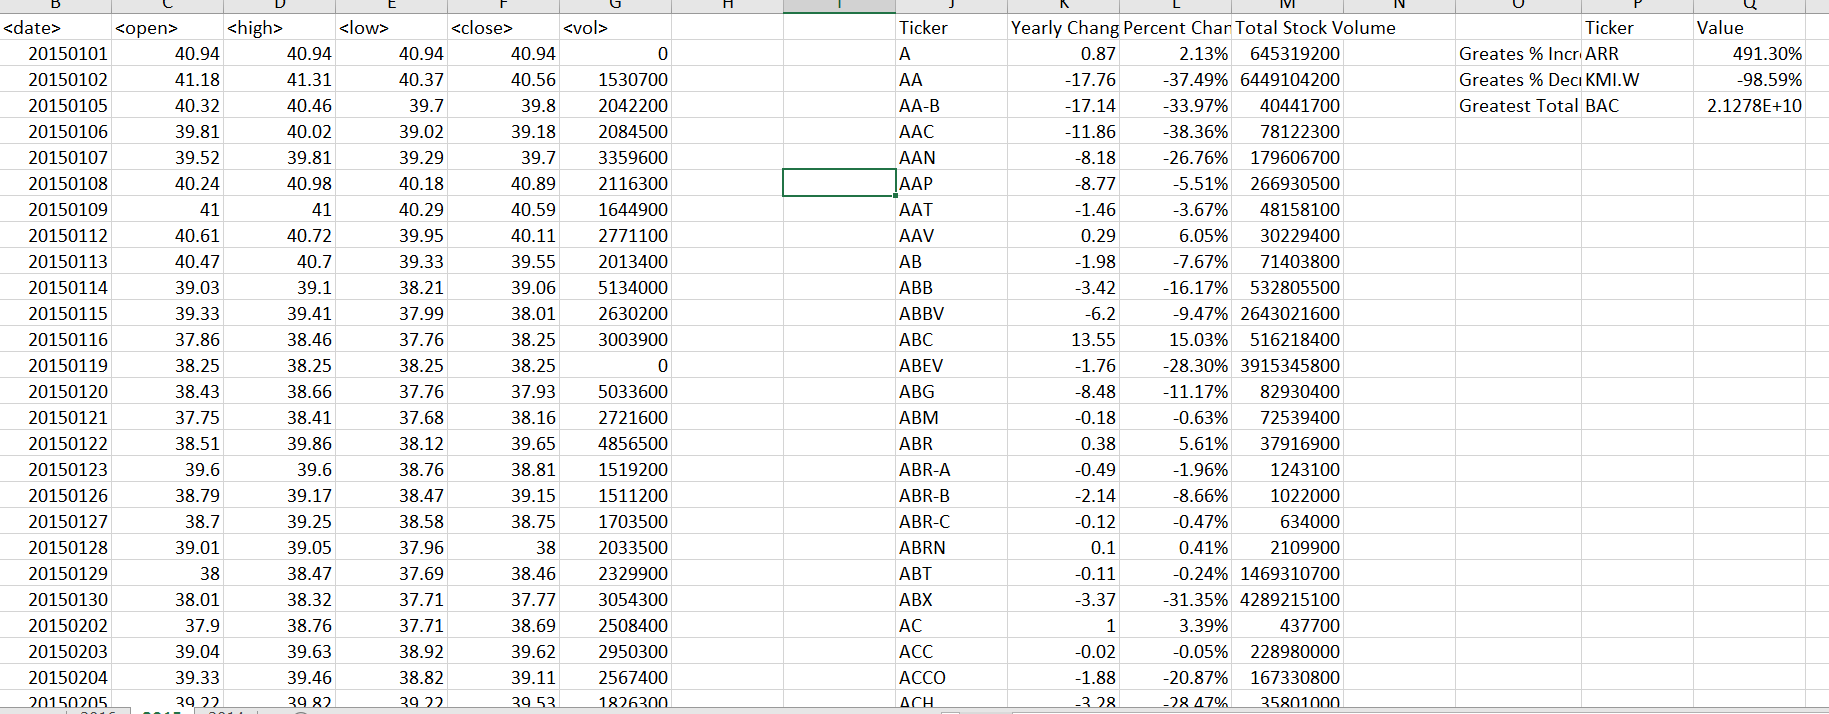 B C D E F G H I J K L M N O P Q
<date> <open> <high> <low> <close> <vol> Ticker Yearly Chang Percent Chan Total Stock Volume Ticker Value
20150101 40.94 40.94 40.94 40.94 0 A 0.87 2.13% 645319200 Greates % Incr ARR 491.30%
20150102 41.18 41.31 40.37 40.56 1530700 AA -17.76 -37.49% 6449104200 Greates % Decr KMI.W -98.59%
20150105 40.32 40.46 39.7 39.8 2042200 AA-B -17.14 -33.97% 40441700 Greatest Total BAC 2.1278E+10
20150106 39.81 40.02 39.02 39.18 2084500 AAC -11.86 -38.36% 78122300
20150107 39.52 39.81 39.29 39.7 3359600 AAN -8.18 -26.76% 179606700
20150108 40.24 40.98 40.18 40.89 2116300 AAP -8.77 -5.51% 266930500
20150109 41 41 40.29 40.59 1644900 AAT -1.46 -3.67% 48158100
20150112 40.61 40.72 39.95 40.11 2771100 AAV 0.29 6.05% 30229400
20150113 40.47 40.7 39.33 39.55 2013400 AB -1.98 -7.67% 71403800
20150114 39.03 39.1 38.21 39.06 5134000 ABB -3.42 -16.17% 532805500
20150115 39.33 39.41 37.99 38.01 2630200 ABBV -6.2 -9.47% 2643021600
20150116 37.86 38.46 37.76 38.25 3003900 ABC 13.55 15.03% 516218400
20150119 38.25 38.25 38.25 38.25 0 ABEV -1.76 -28.30% 3915345800
20150120 38.43 38.66 37.76 37.93 5033600 ABG -8.48 -11.17% 82930400
20150121 37.75 38.41 37.68 38.16 2721600 ABM -0.18 -0.63% 72539400
20150122 38.51 39.86 38.12 39.65 4856500 ABR 0.38 5.61% 37916900
20150123 39.6 39.6 38.76 38.81 1519200 ABR-A -0.49 -1.96% 1243100
20150126 38.79 39.17 38.47 39.15 1511200 ABR-B -2.14 -8.66% 1022000
20150127 38.7 39.25 38.58 38.75 1703500 ABR-C -0.12 -0.47% 634000
20150128 39.01 39.05 37.96 38 2033500 ABRN 0.1 0.41% 2109900
20150129 38 38.47 37.69 38.46 2329900 ABT -0.11 -0.24% 1469310700
20150130 38.01 38.32 37.71 37.77 3054300 ABX -3.37 -31.35% 4289215100
20150202 37.9 38.76 37.71 38.69 2508400 AC 1 3.39% 437700
20150203 39.04 39.63 38.92 39.62 2950300 ACC -0.02 -0.05% 228980000
20150204 39.33 39.46 38.82 39.11 2567400 ACCO -1.88 -20.87% 167330800
20150205 39.22 39.82 39.22 39.53 1826300 ACH -3.28 -28.47% 35801000